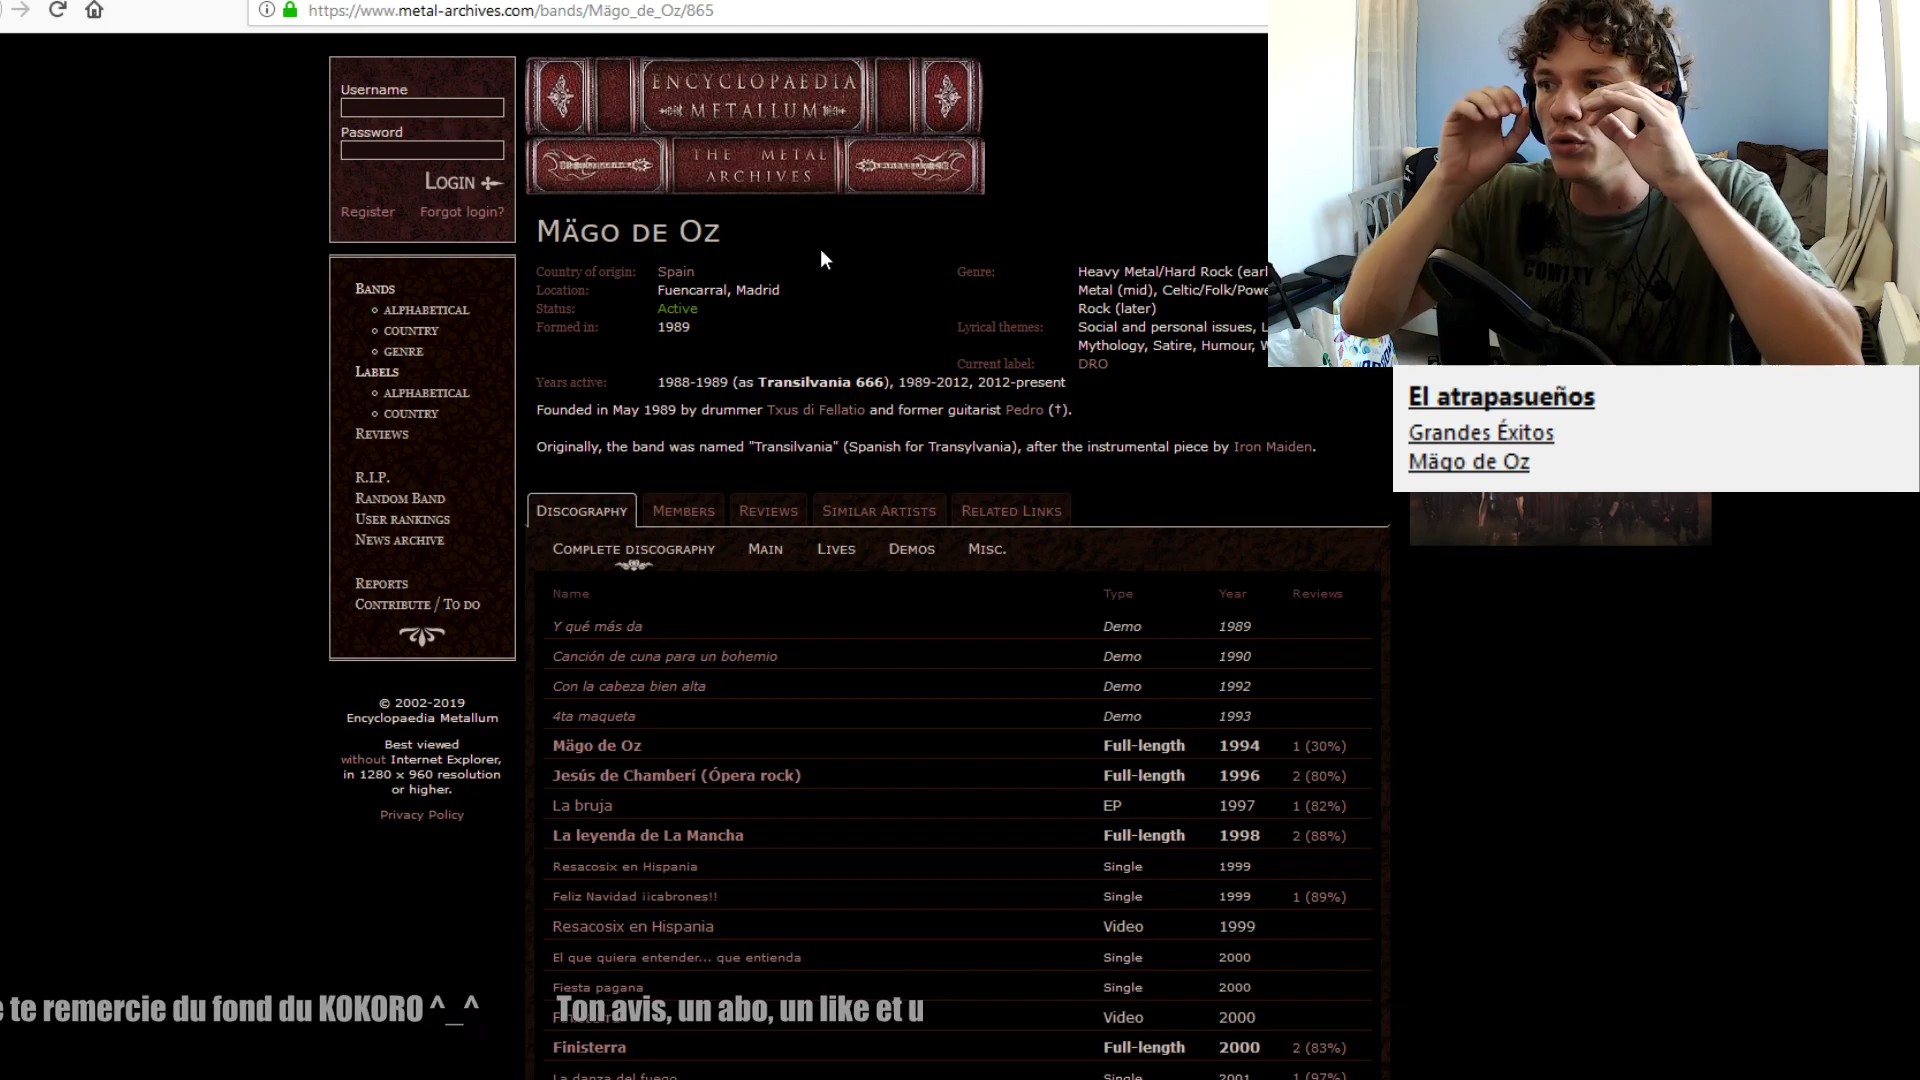 https://www.metal-archives.com/bands/Mägo_de_Oz/865
Username
Password
LOGIN
Register Forgot login?
ENCYCLOPAEDIA
METALLUM
THE METAL
ARCHIVES
BANDS
ALPHABETICAL
COUNTRY
GENRE
LABELS
ALPHABETICAL
COUNTRY
REVIEWS
R.I.P.
RANDOM BAND
USER RANKINGS
NEWS ARCHIVE
REPORTS
CONTRIBUTE / TO DO
© 2002-2019
Encyclopaedia Metallum
Best viewed
without Internet Explorer,
in 1280 x 960 resolution
or higher.
Privacy Policy
MÄGO DE OZ
Country of origin: Spain
Location: Fuencarral, Madrid
Status: Active
Formed in: 1989
Genre: Heavy Metal/Hard Rock (earl
Metal (mid), Celtic/Folk/Powe
Rock (later)
Lyrical themes: Social and personal issues, L
Mythology, Satire, Humour, W
Current label: DRO
Years active: 1988-1989 (as Transilvania 666), 1989-2012, 2012-present
Founded in May 1989 by drummer Txus di Fellatio and former guitarist Pedro (†).
Originally, the band was named "Transilvania" (Spanish for Transylvania), after the instrumental piece by Iron Maiden.
El atrapasueños
Grandes Éxitos
Mägo de Oz
DISCOGRAPHY MEMBERS REVIEWS SIMILAR ARTISTS RELATED LINKS
COMPLETE DISCOGRAPHY MAIN LIVES DEMOS MISC.
Name Type Year Reviews
Y qué más da Demo 1989
Canción de cuna para un bohemio Demo 1990
Con la cabeza bien alta Demo 1992
4ta maqueta Demo 1993
Mägo de Oz Full-length 1994 1 (30%)
Jesús de Chamberí (Ópera rock) Full-length 1996 2 (80%)
La bruja EP 1997 1 (82%)
La leyenda de La Mancha Full-length 1998 2 (88%)
Resacosix en Hispania Single 1999
Feliz Navidad ¡¡cabrones!! Single 1999 1 (89%)
Resacosix en Hispania Video 1999
El que quiera entender... que entienda Single 2000
Fiesta pagana Single 2000
Video 2000
Finisterra Full-length 2000 2 (83%)
La danza del fuego Single 2001 1 (97%)
e te remercie du fond du KOKORO ^_^ Ton avis, un abo, un like et u